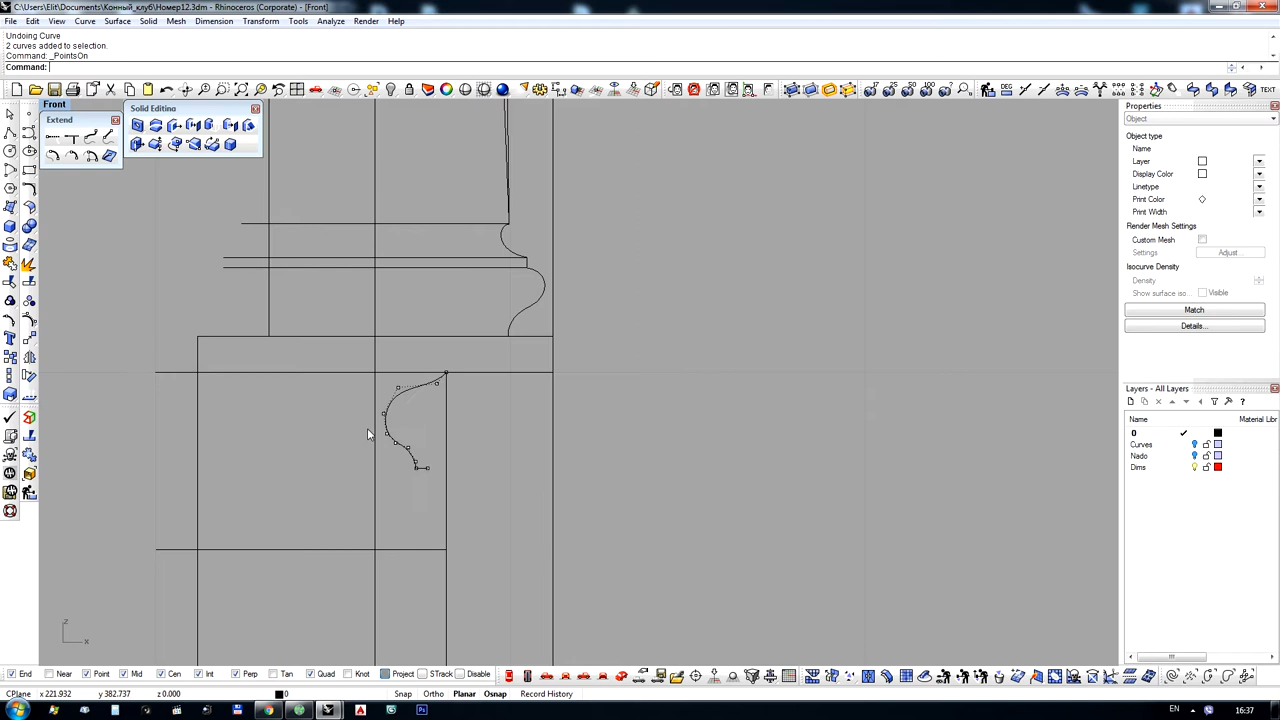 C:\Users\Elit\Documents\Конный_клуб\Номер12.3dm - Rhinoceros (Corporate) - [Front]
File Edit View Curve Surface Solid Mesh Dimension Transform Tools Analyze Render Help
Undoing Curve
2 curves added to selection.
Command: _PointsOn
Command:
Front
Solid Editing
Extend
Properties
Object
Object type
Name
Layer
Display Color
Linetype
Print Color
Print Width
Render Mesh Settings
Custom Mesh
Settings Adjust...
Isocurve Density
Density
Show surface iso... Visible
Match
Details...
Layers - All Layers
Name Material Libr
0
Curves
Nado
Dims
z
x
End Near Point Mid Cen Int Perp Tan Quad Knot Project STrack Disable
CPlane x 221.932 y 382.737 z 0.000 0 Snap Ortho Planar Osnap Record History
EN 16:37